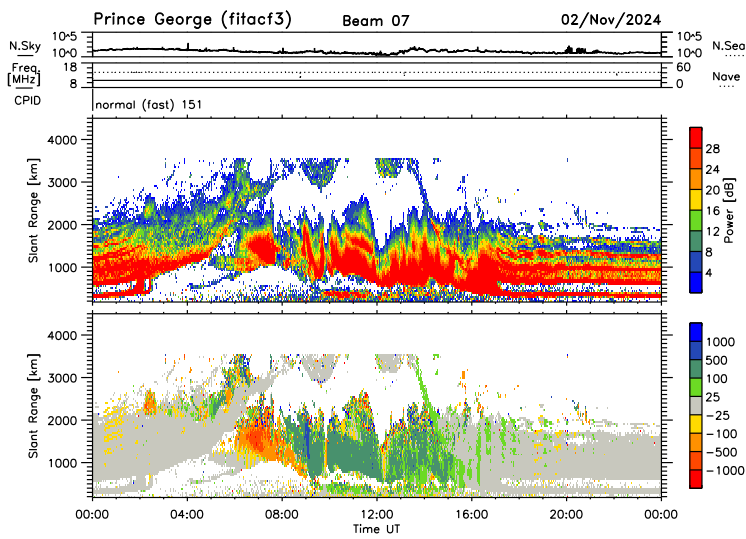 Prince George (fitacf3) Beam 07 02/Nov/2024
N.Sky 10^5 10^5 N.Sea
10^0 10^0
Freq. 18 60
[MHz] 8 0 Nave
CPID normal (fast) 151
4000
3000
2000
1000
Slant Range [km]
28
24
20
16
12
8
4
Power [dB]
4000
3000
2000
1000
Slant Range [km]
1000
500
100
25
-25
-100
-500
-1000
00:00 04:00 08:00 12:00 16:00 20:00 00:00
Time UT